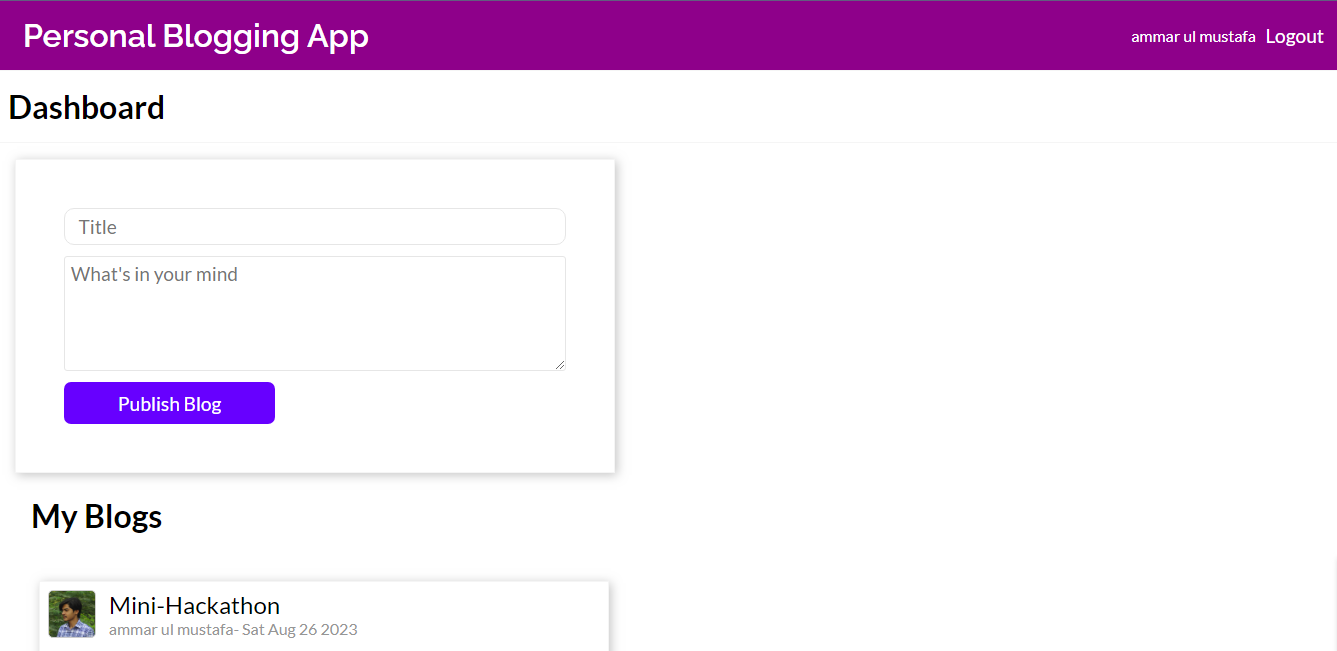 Personal Blogging App
ammar ul mustafa Logout
Dashboard
Title
What's in your mind
Publish Blog
My Blogs
Mini-Hackathon
ammar ul mustafa- Sat Aug 26 2023